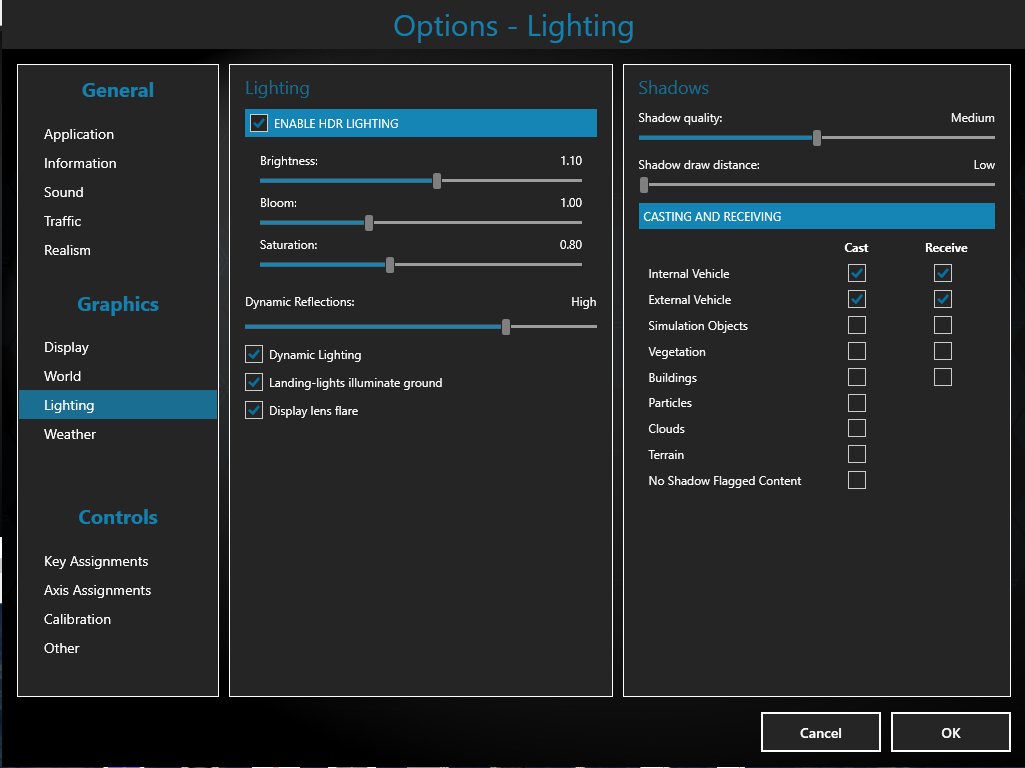 Options - Lighting
General
Application
Information
Sound
Traffic
Realism
Graphics
Display
World
Lighting
Weather
Controls
Key Assignments
Axis Assignments
Calibration
Other
Lighting
ENABLE HDR LIGHTING
Brightness: 1.10
Bloom: 1.00
Saturation: 0.80
Dynamic Reflections: High
Dynamic Lighting
Landing-lights illuminate ground
Display lens flare
Shadows
Shadow quality: Medium
Shadow draw distance: Low
CASTING AND RECEIVING
Cast Receive
Internal Vehicle
External Vehicle
Simulation Objects
Vegetation
Buildings
Particles
Clouds
Terrain
No Shadow Flagged Content
Cancel OK